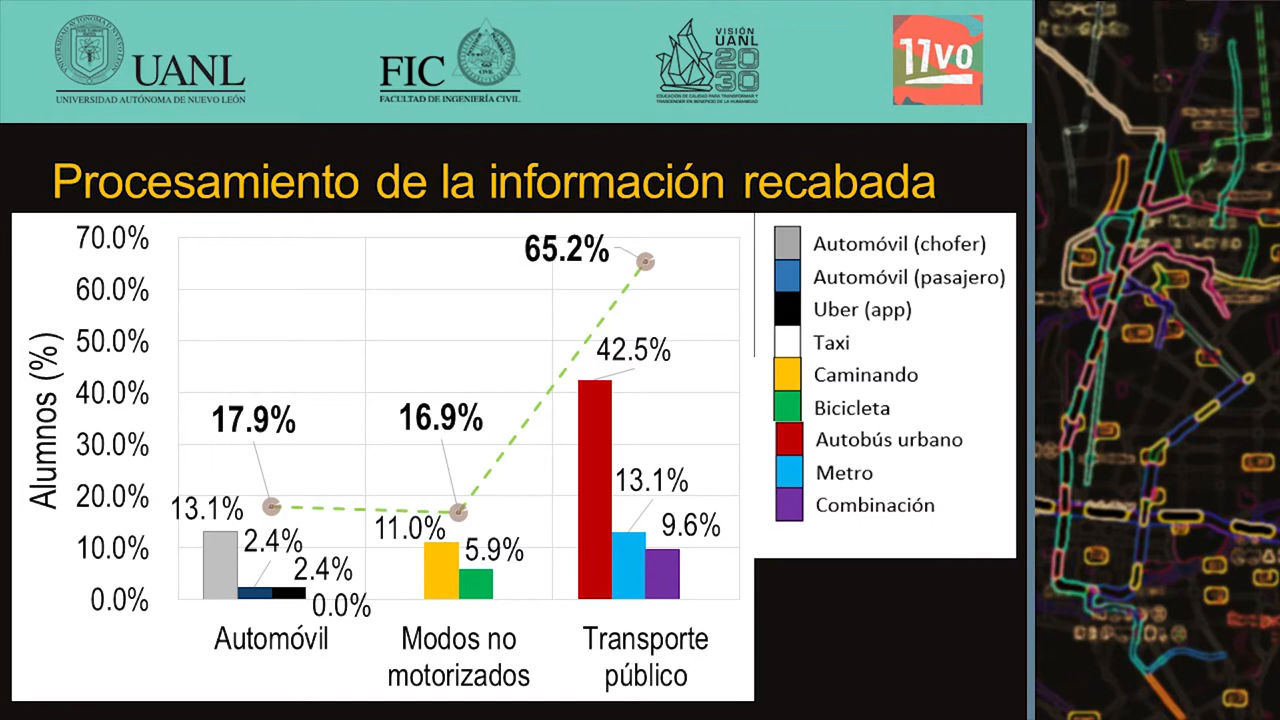 UANL
UNIVERSIDAD AUTÓNOMA DE NUEVO LEÓN
FIC
FACULTAD DE INGENIERÍA CIVIL
VISIÓN
UANL
20
30
EDUCACIÓN DE CALIDAD PARA TRANSFORMAR Y
TRASCENDER EN BENEFICIO DE LA HUMANIDAD
11vo
Procesamiento de la información recabada
70.0%
60.0%
50.0%
40.0%
30.0%
20.0%
10.0%
0.0%
Alumnos (%)
17.9%
16.9%
65.2%
13.1%
2.4%
2.4%
0.0%
11.0%
5.9%
42.5%
13.1%
9.6%
Automóvil
Modos no
motorizados
Transporte
público
Automóvil (chofer)
Automóvil (pasajero)
Uber (app)
Taxi
Caminando
Bicicleta
Autobús urbano
Metro
Combinación